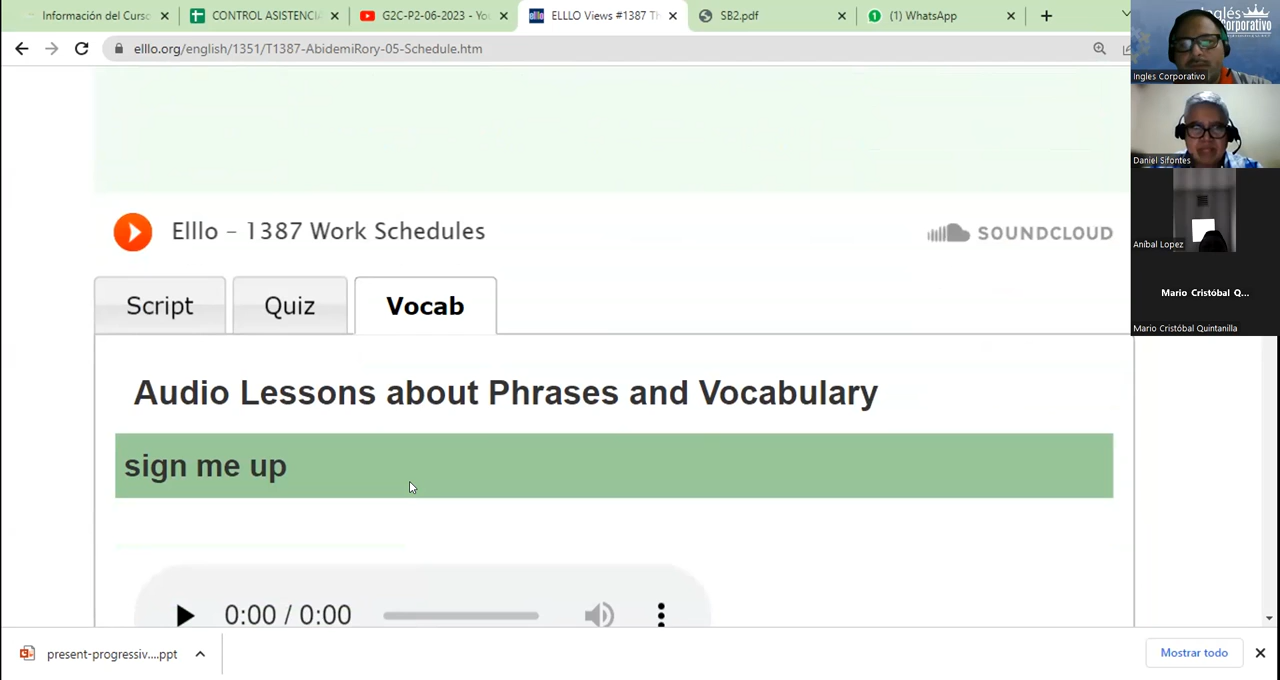 Información del Curso
CONTROL ASISTENCIA
G2C-P2-06-2023 - You
ELLLO Views #1387 Th
SB2.pdf
(1) WhatsApp
elllo.org/english/1351/T1387-AbidemiRory-05-Schedule.htm
Inglés
Corporativo
Ingles Corporativo
Daniel Sifontes
Aníbal Lopez
Mario Cristóbal Q...
Mario Cristóbal Quintanilla
Elllo - 1387 Work Schedules
SOUNDCLOUD
Script
Quiz
Vocab
Audio Lessons about Phrases and Vocabulary
sign me up
0:00 / 0:00
present-progressiv....ppt
Mostrar todo